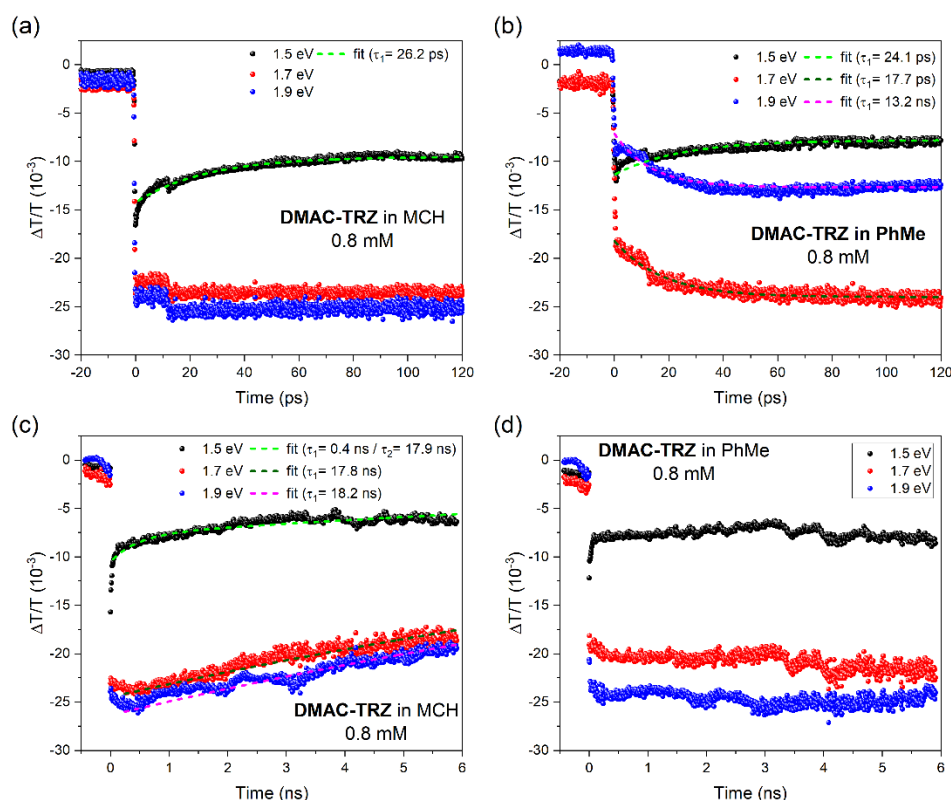 (a)
1.5 eV fit (τ1= 26.2 ps)
1.7 eV
1.9 eV
DMAC-TRZ in MCH
0.8 mM
0
-5
-10
-15
-20
-25
-30
ΔT/T (10-3)
-20 0 20 40 60 80 100 120
Time (ps)
(b)
1.5 eV fit (τ1= 24.1 ps)
1.7 eV fit (τ1= 17.7 ps)
1.9 eV fit (τ1= 13.2 ns)
DMAC-TRZ in PhMe
0.8 mM
0
-5
-10
-15
-20
-25
-30
ΔT/T (10-3)
-20 0 20 40 60 80 100 120
Time (ps)
(c)
1.5 eV fit (τ1= 0.4 ns / τ2= 17.9 ns)
1.7 eV fit (τ1= 17.8 ns)
1.9 eV fit (τ1= 18.2 ns)
DMAC-TRZ in MCH
0.8 mM
0
-5
-10
-15
-20
-25
-30
ΔT/T (10-3)
0 1 2 3 4 5 6
Time (ns)
(d)
DMAC-TRZ in PhMe
0.8 mM
1.5 eV
1.7 eV
1.9 eV
0
-5
-10
-15
-20
-25
-30
ΔT/T (10-3)
0 1 2 3 4 5 6
Time (ns)